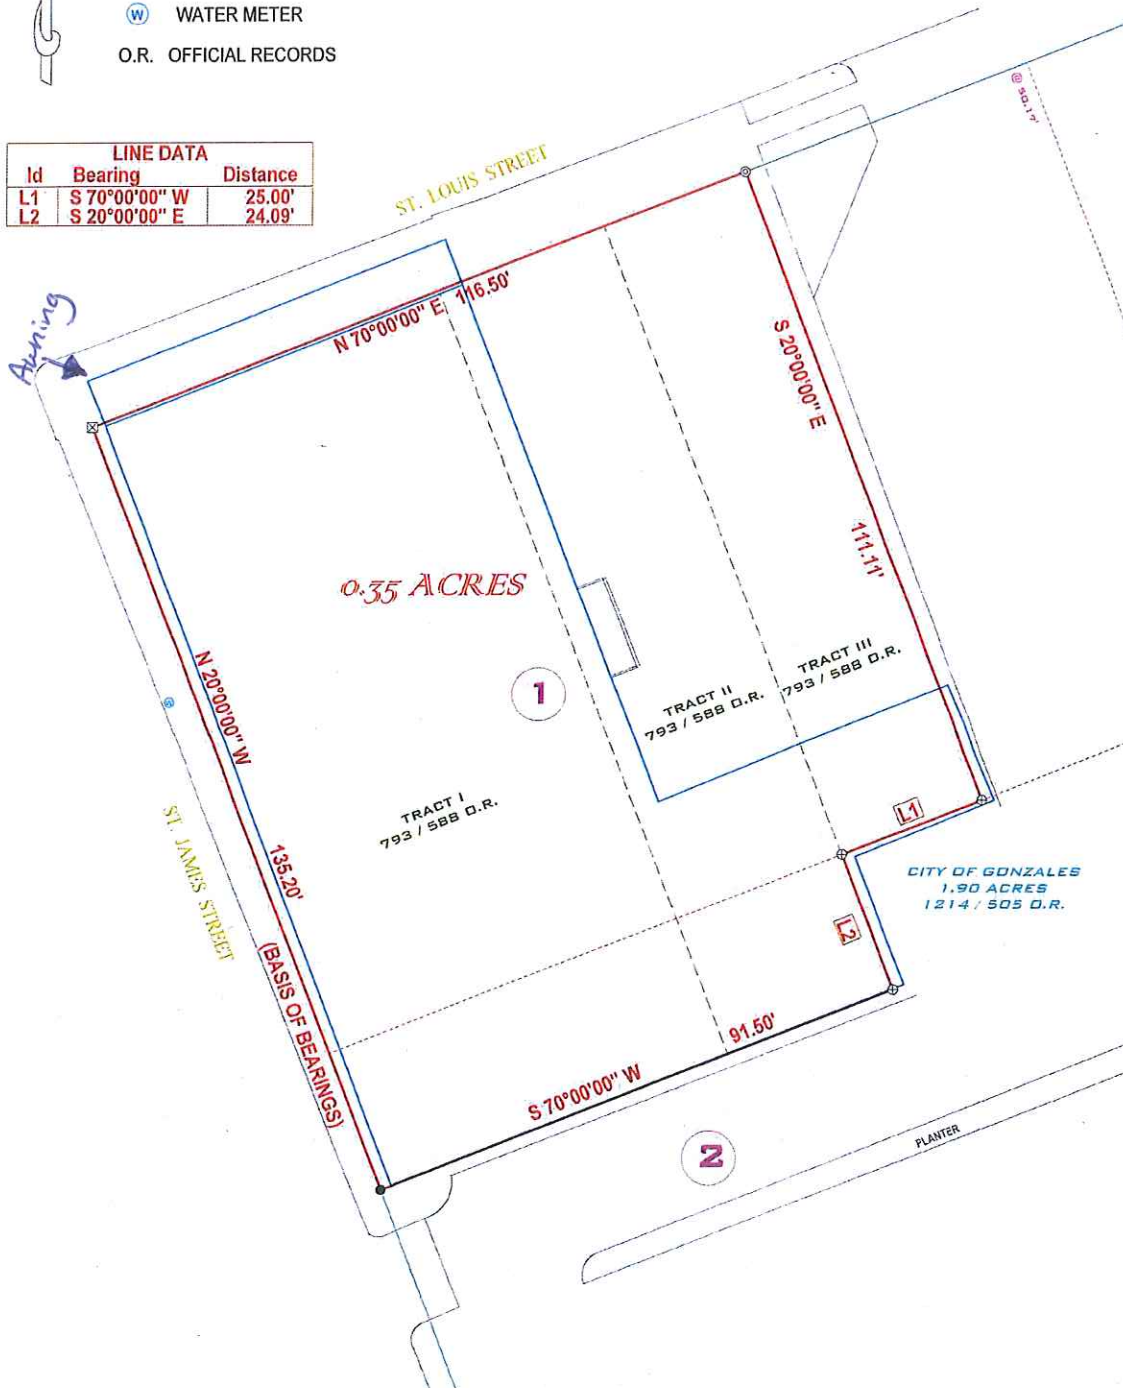 W WATER METER
O.R. OFFICIAL RECORDS
LINE DATA
Id Bearing Distance
L1 S 70°00'00" W 25.00'
L2 S 20°00'00" E 24.09'
@ 50.19'
ST. LOUIS STREET
Awning
N 70°00'00" E 116.50'
S 20°00'00" E
111.11'
0.35 ACRES
1
N 20°00'00" W
TRACT II
793 / 588 O.R.
TRACT III
793 / 588 O.R.
TRACT I
793 / 588 O.R.
ST. JAMES STREET
135.20'
(BASIS OF BEARINGS)
L1
L2
CITY OF GONZALES
1.90 ACRES
1214 / 505 O.R.
91.50'
S 70°00'00" W
2
PLANTER